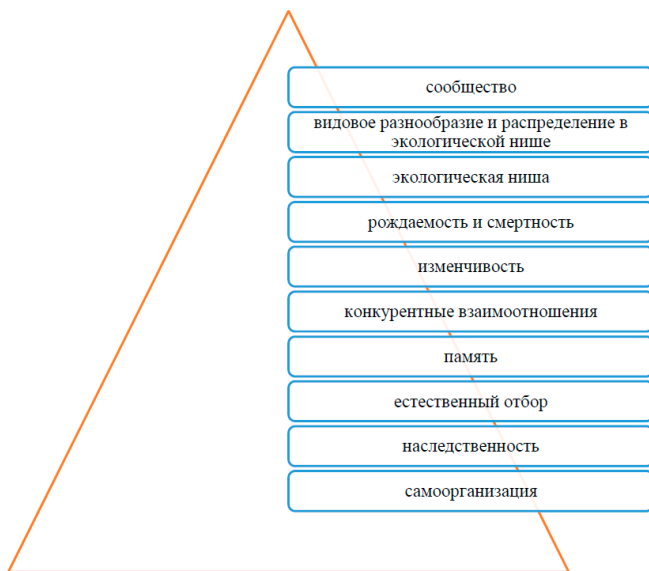 сообщество
видовое разнообразие и распределение в
экологической нише
экологическая ниша
рождаемость и смертность
изменчивость
конкурентные взаимоотношения
память
естественный отбор
наследственность
самоорганизация